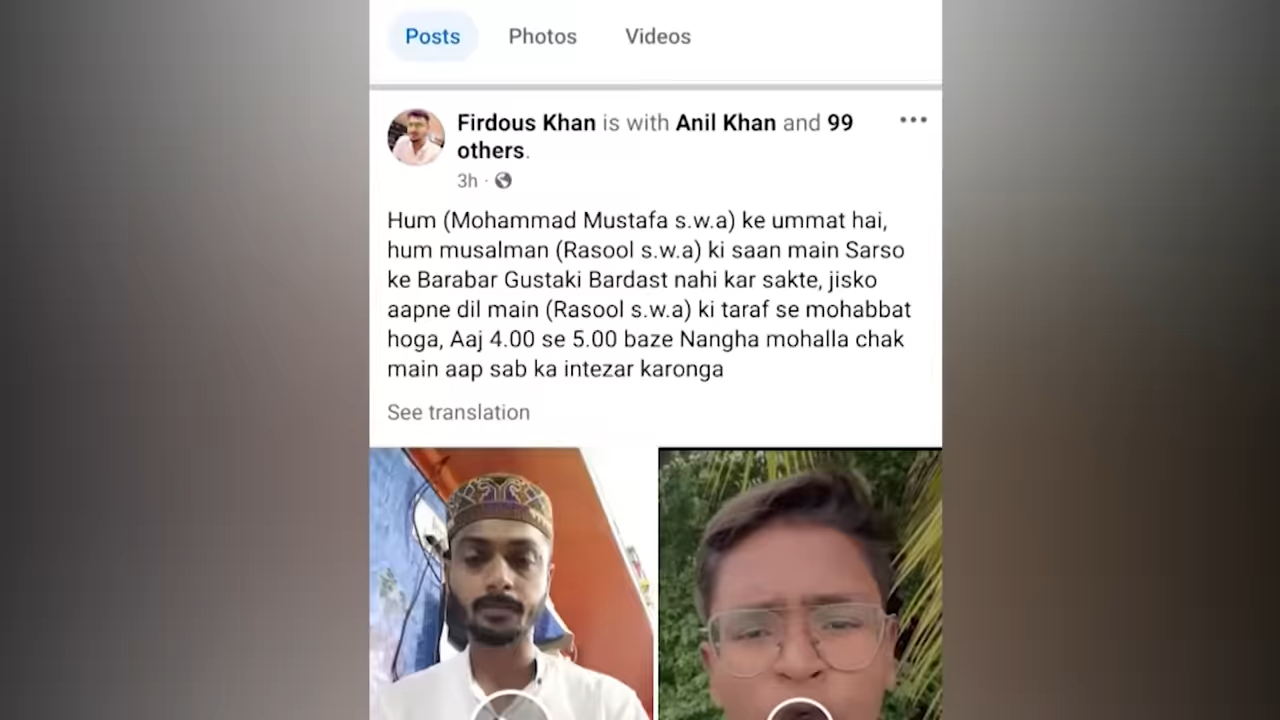 Posts Photos Videos
Firdous Khan is with Anil Khan and 99
others.
3h ·
Hum (Mohammad Mustafa s.w.a) ke ummat hai,
hum musalman (Rasool s.w.a) ki saan main Sarso
ke Barabar Gustaki Bardast nahi kar sakte, jisko
aapne dil main (Rasool s.w.a) ki taraf se mohabbat
hoga, Aaj 4.00 se 5.00 baze Nangha mohalla chak
main aap sab ka intezar karonga
See translation